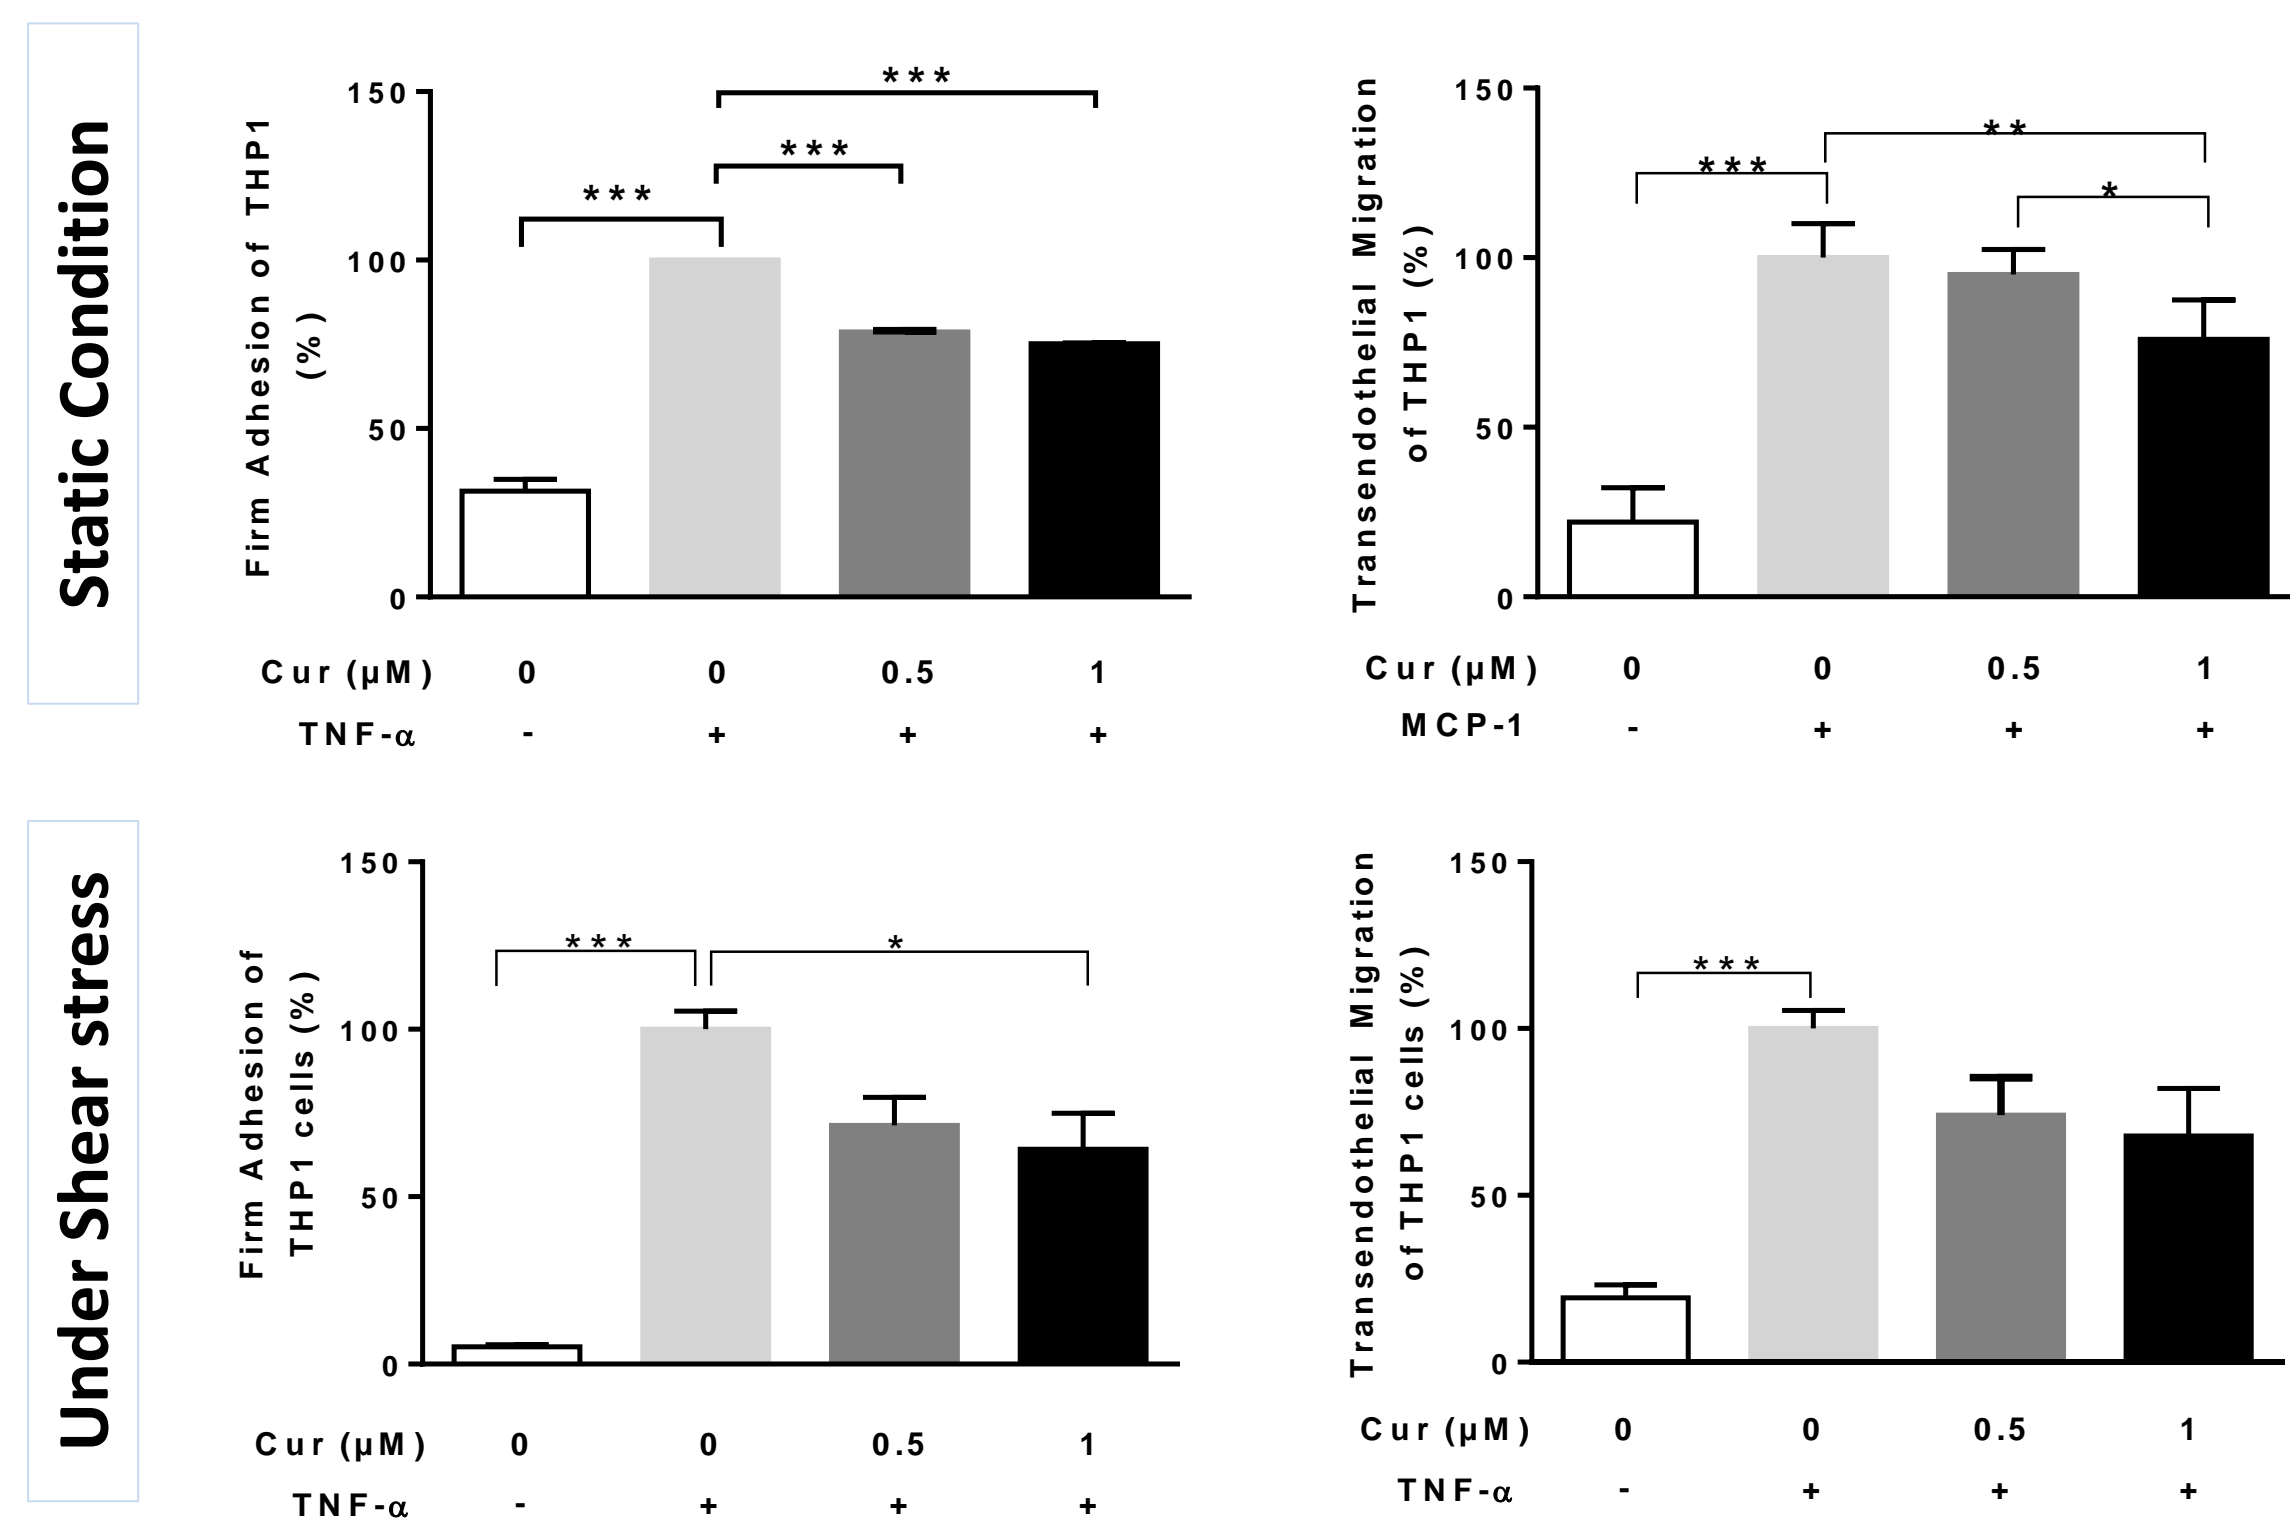 Static Condition
Firm Adhesion of THP1
(%)
150
100
50
0
***
***
***
Cur (µM) 0 0 0.5 1
TNF-α - + + +
Transendothelial Migration
of THP1 (%)
150
100
50
0
**
***
*
Cur (µM) 0 0 0.5 1
MCP-1 - + + +
Under Shear stress
Firm Adhesion of
THP1 cells (%)
150
100
50
0
*** *
Cur (µM) 0 0 0.5 1
TNF-α - + + +
Transendothelial Migration
of THP1 cells (%)
150
100
50
0
***
Cur (µM) 0 0 0.5 1
TNF-α - + + +